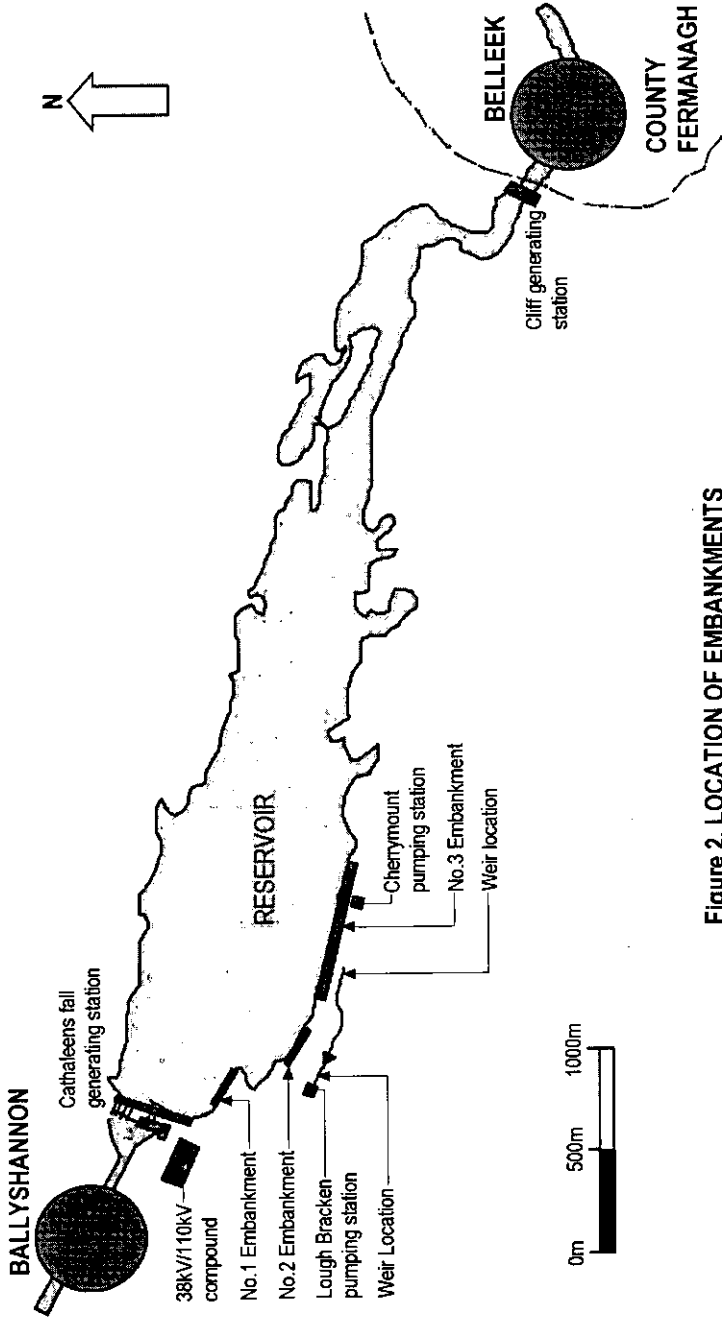 BALLYSHANNON
N
Cathaleens fall
generating station
38kV/110kV
compound
No.1 Embankment
No.2 Embankment
Lough Bracken
pumping station
Weir Location
RESERVOIR
Cherrymount
pumping station
No.3 Embankment
Weir location
Cliff generating
station
BELLEEK
COUNTY
FERMANAGH
0m
500m
1000m
Figure 2. LOCATION OF EMBANKMENTS